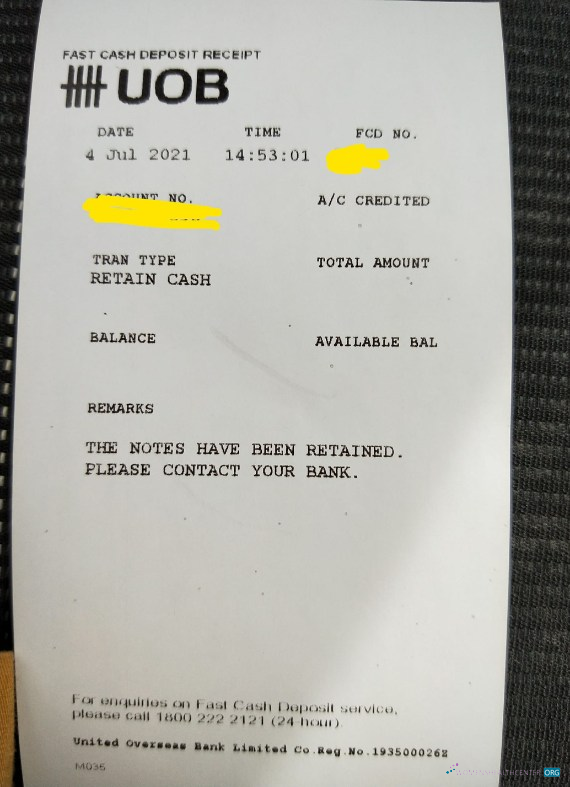 FAST CASH DEPOSIT RECEIPT
UOB
DATE TIME FCD NO.
4 Jul 2021 14:53:01
ACCOUNT NO. A/C CREDITED
TRAN TYPE TOTAL AMOUNT
RETAIN CASH
BALANCE AVAILABLE BAL
REMARKS
THE NOTES HAVE BEEN RETAINED.
PLEASE CONTACT YOUR BANK.
For enquiries on Fast Cash Deposit service,
please call 1800 222 2121 (24-hour).
United Overseas Bank Limited Co.Reg.No.193500026Z
M035
ORG